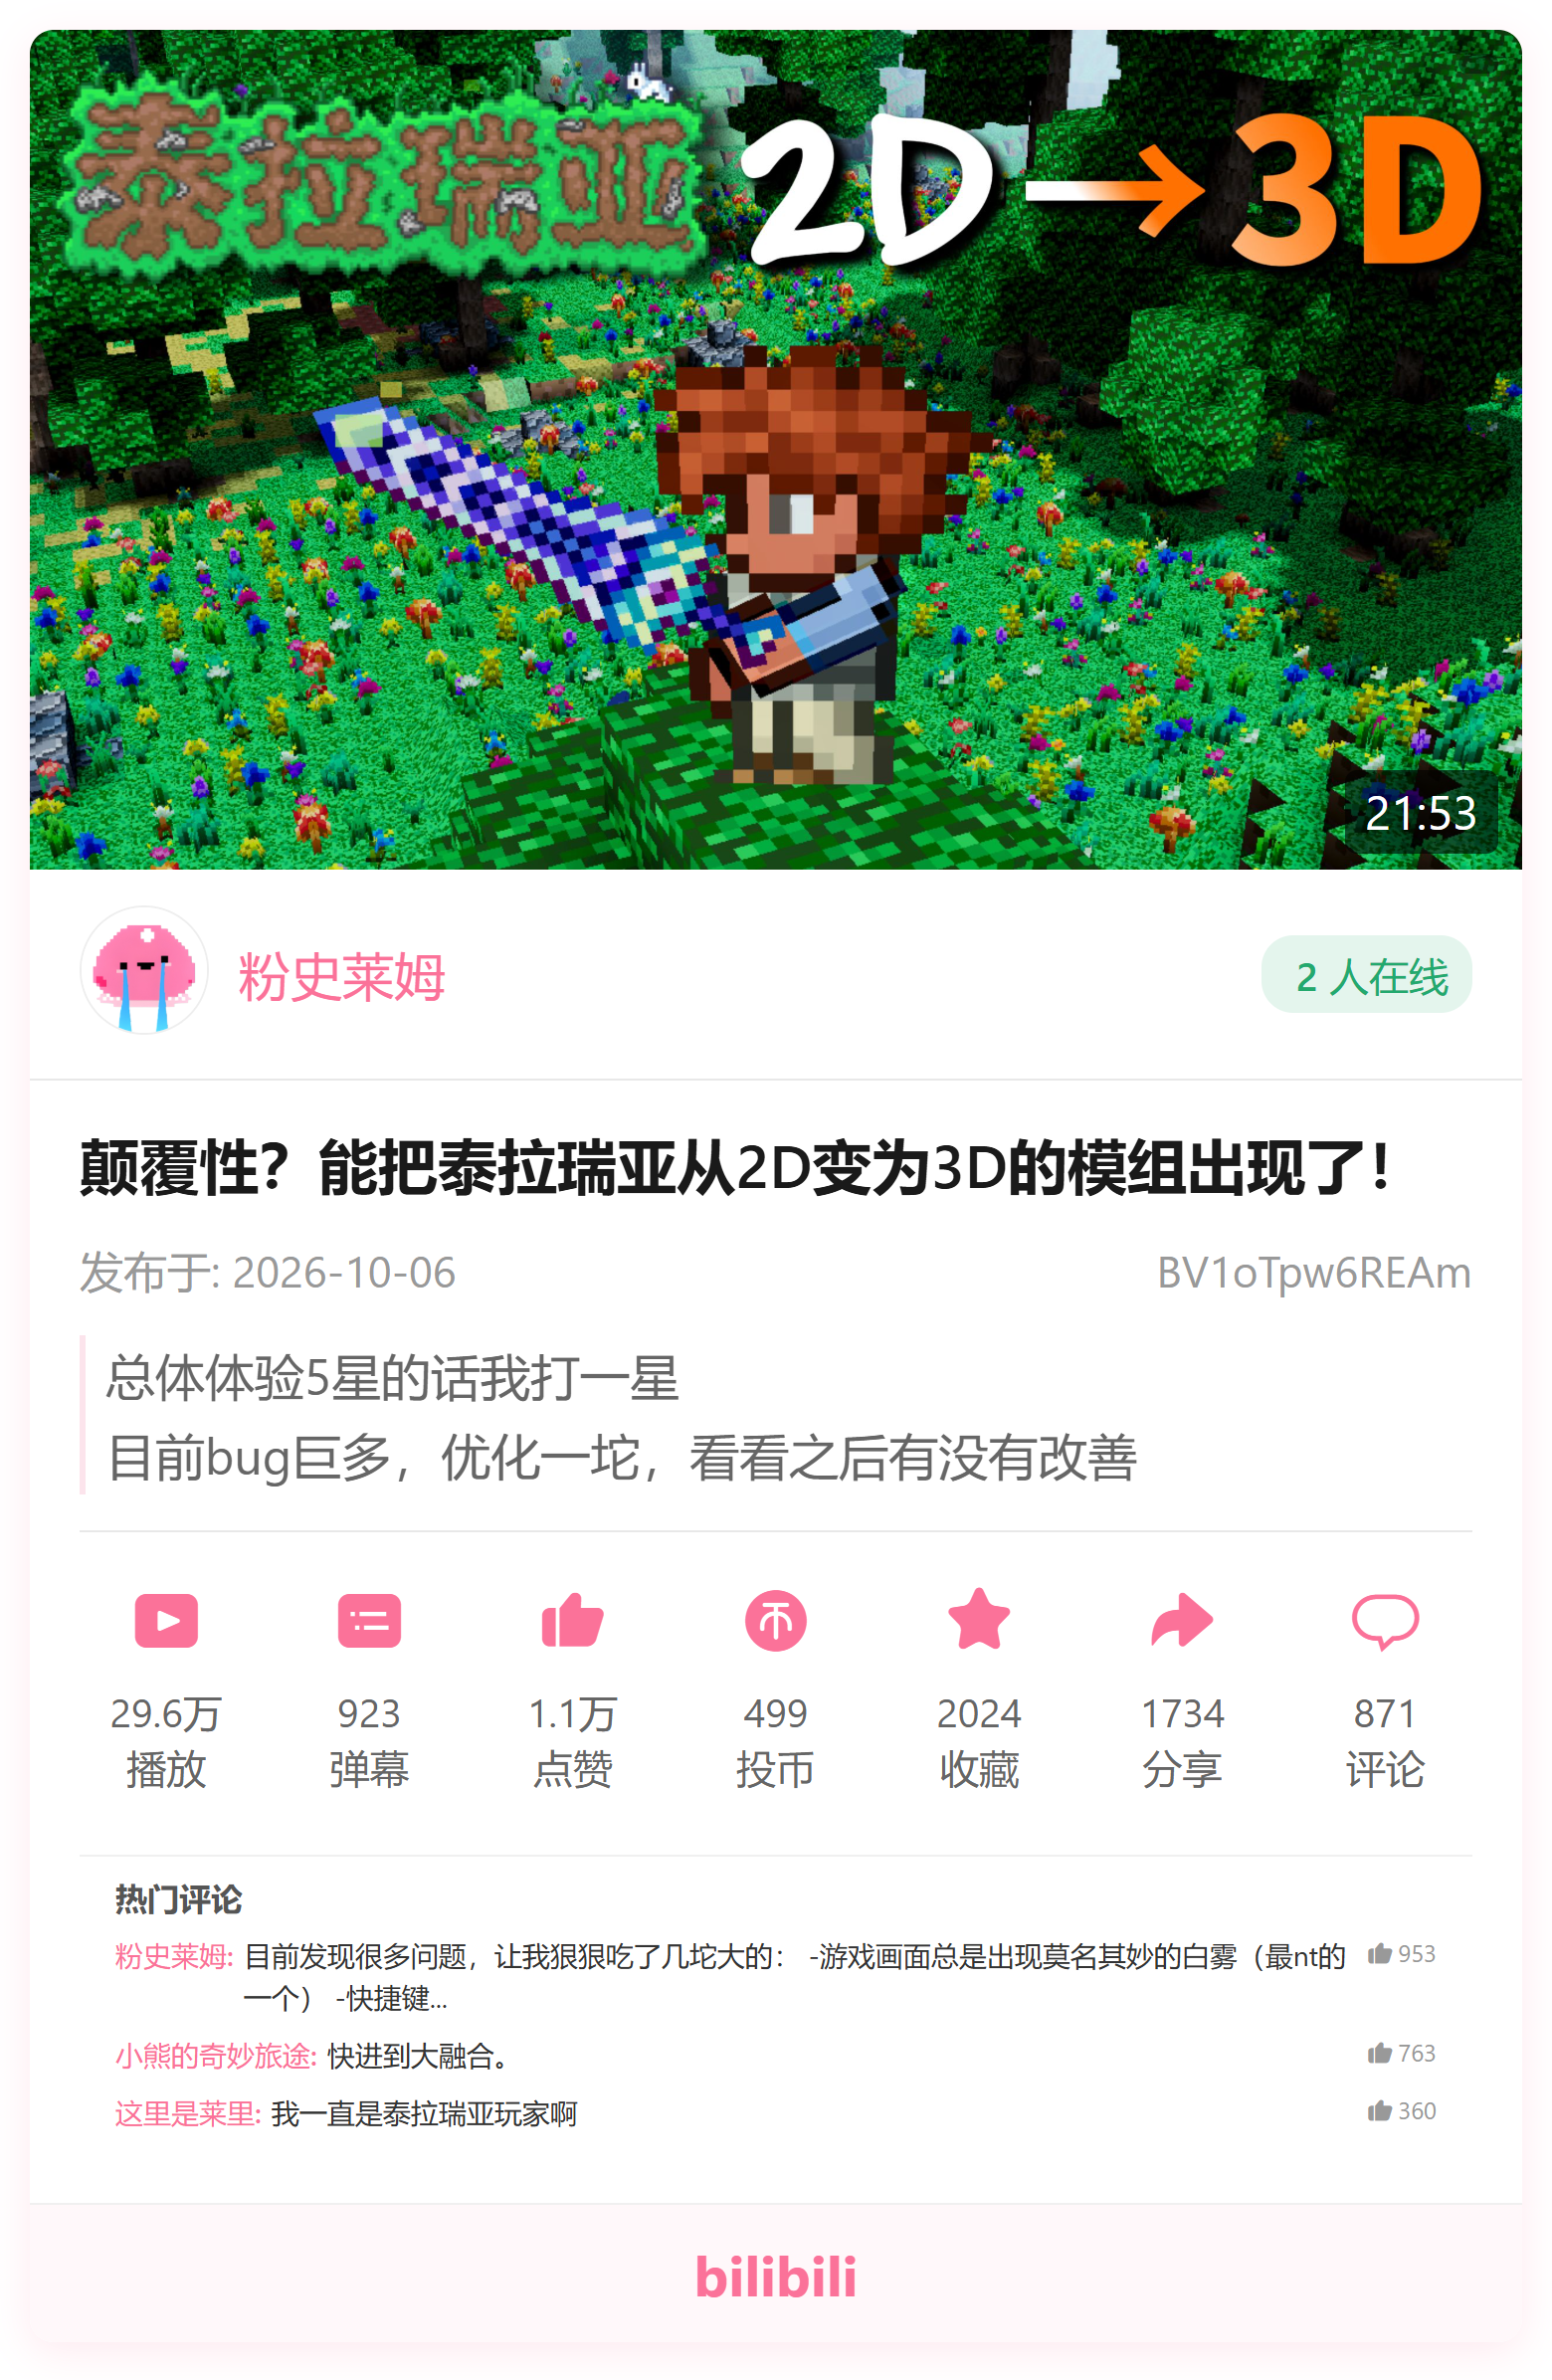 泰拉瑞亚 2D→3D
21:53
粉史莱姆
2 人在线
颠覆性？能把泰拉瑞亚从2D变为3D的模组出现了！
发布于: 2026-10-06 BV1oTpw6REAm
总体体验5星的话我打一星
目前bug巨多，优化一坨，看看之后有没有改善
29.6万 923 1.1万 499 2024 1734 871
播放 弹幕 点赞 投币 收藏 分享 评论
热门评论
粉史莱姆: 目前发现很多问题，让我狠狠吃了几坨大的： -游戏画面总是出现莫名其妙的白雾（最nt的 953
一个） -快捷键...
小熊的奇妙旅途: 快进到大融合。 763
这里是莱里: 我一直是泰拉瑞亚玩家啊 360
bilibili